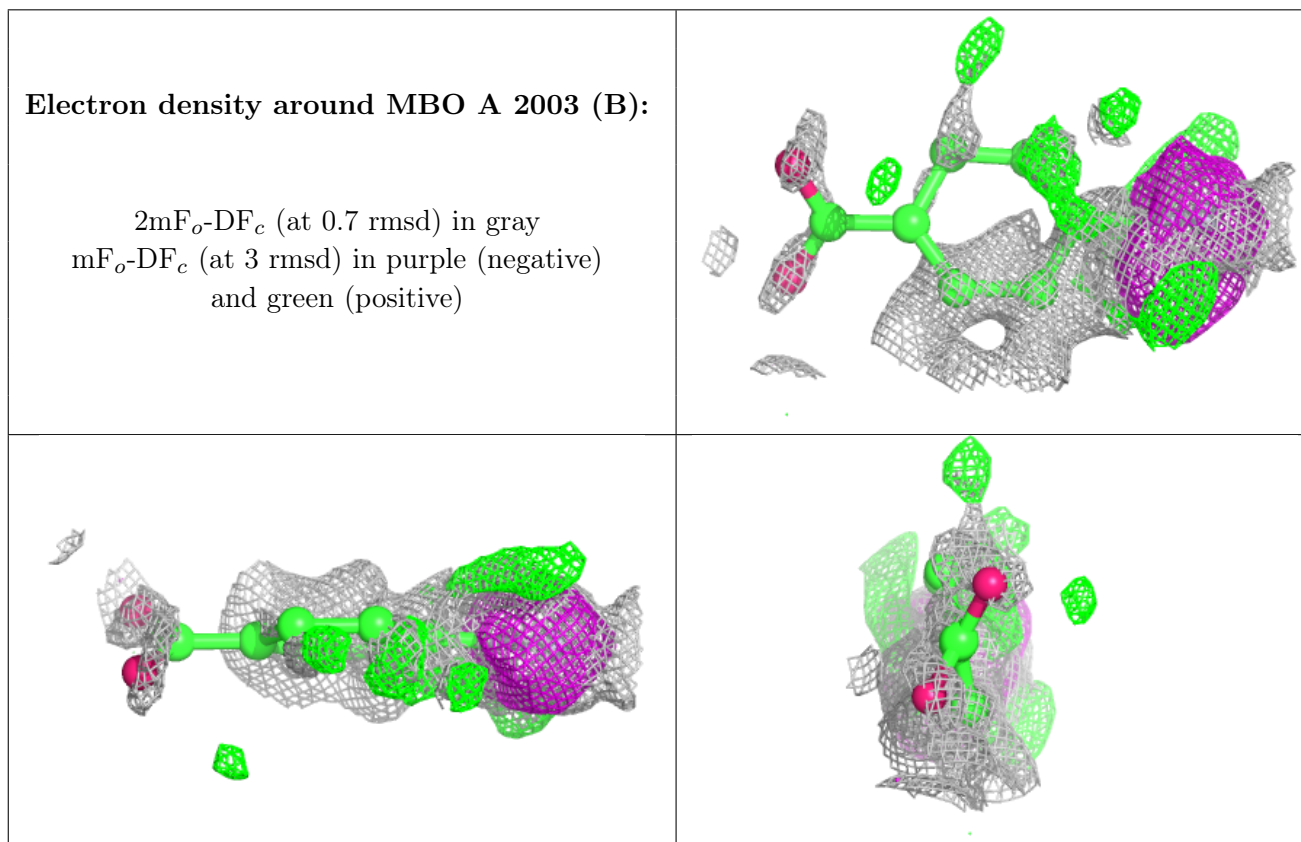 Electron density around MBO A 2003 (B):
2mFo-DFc (at 0.7 rmsd) in gray
mFo-DFc (at 3 rmsd) in purple (negative)
and green (positive)